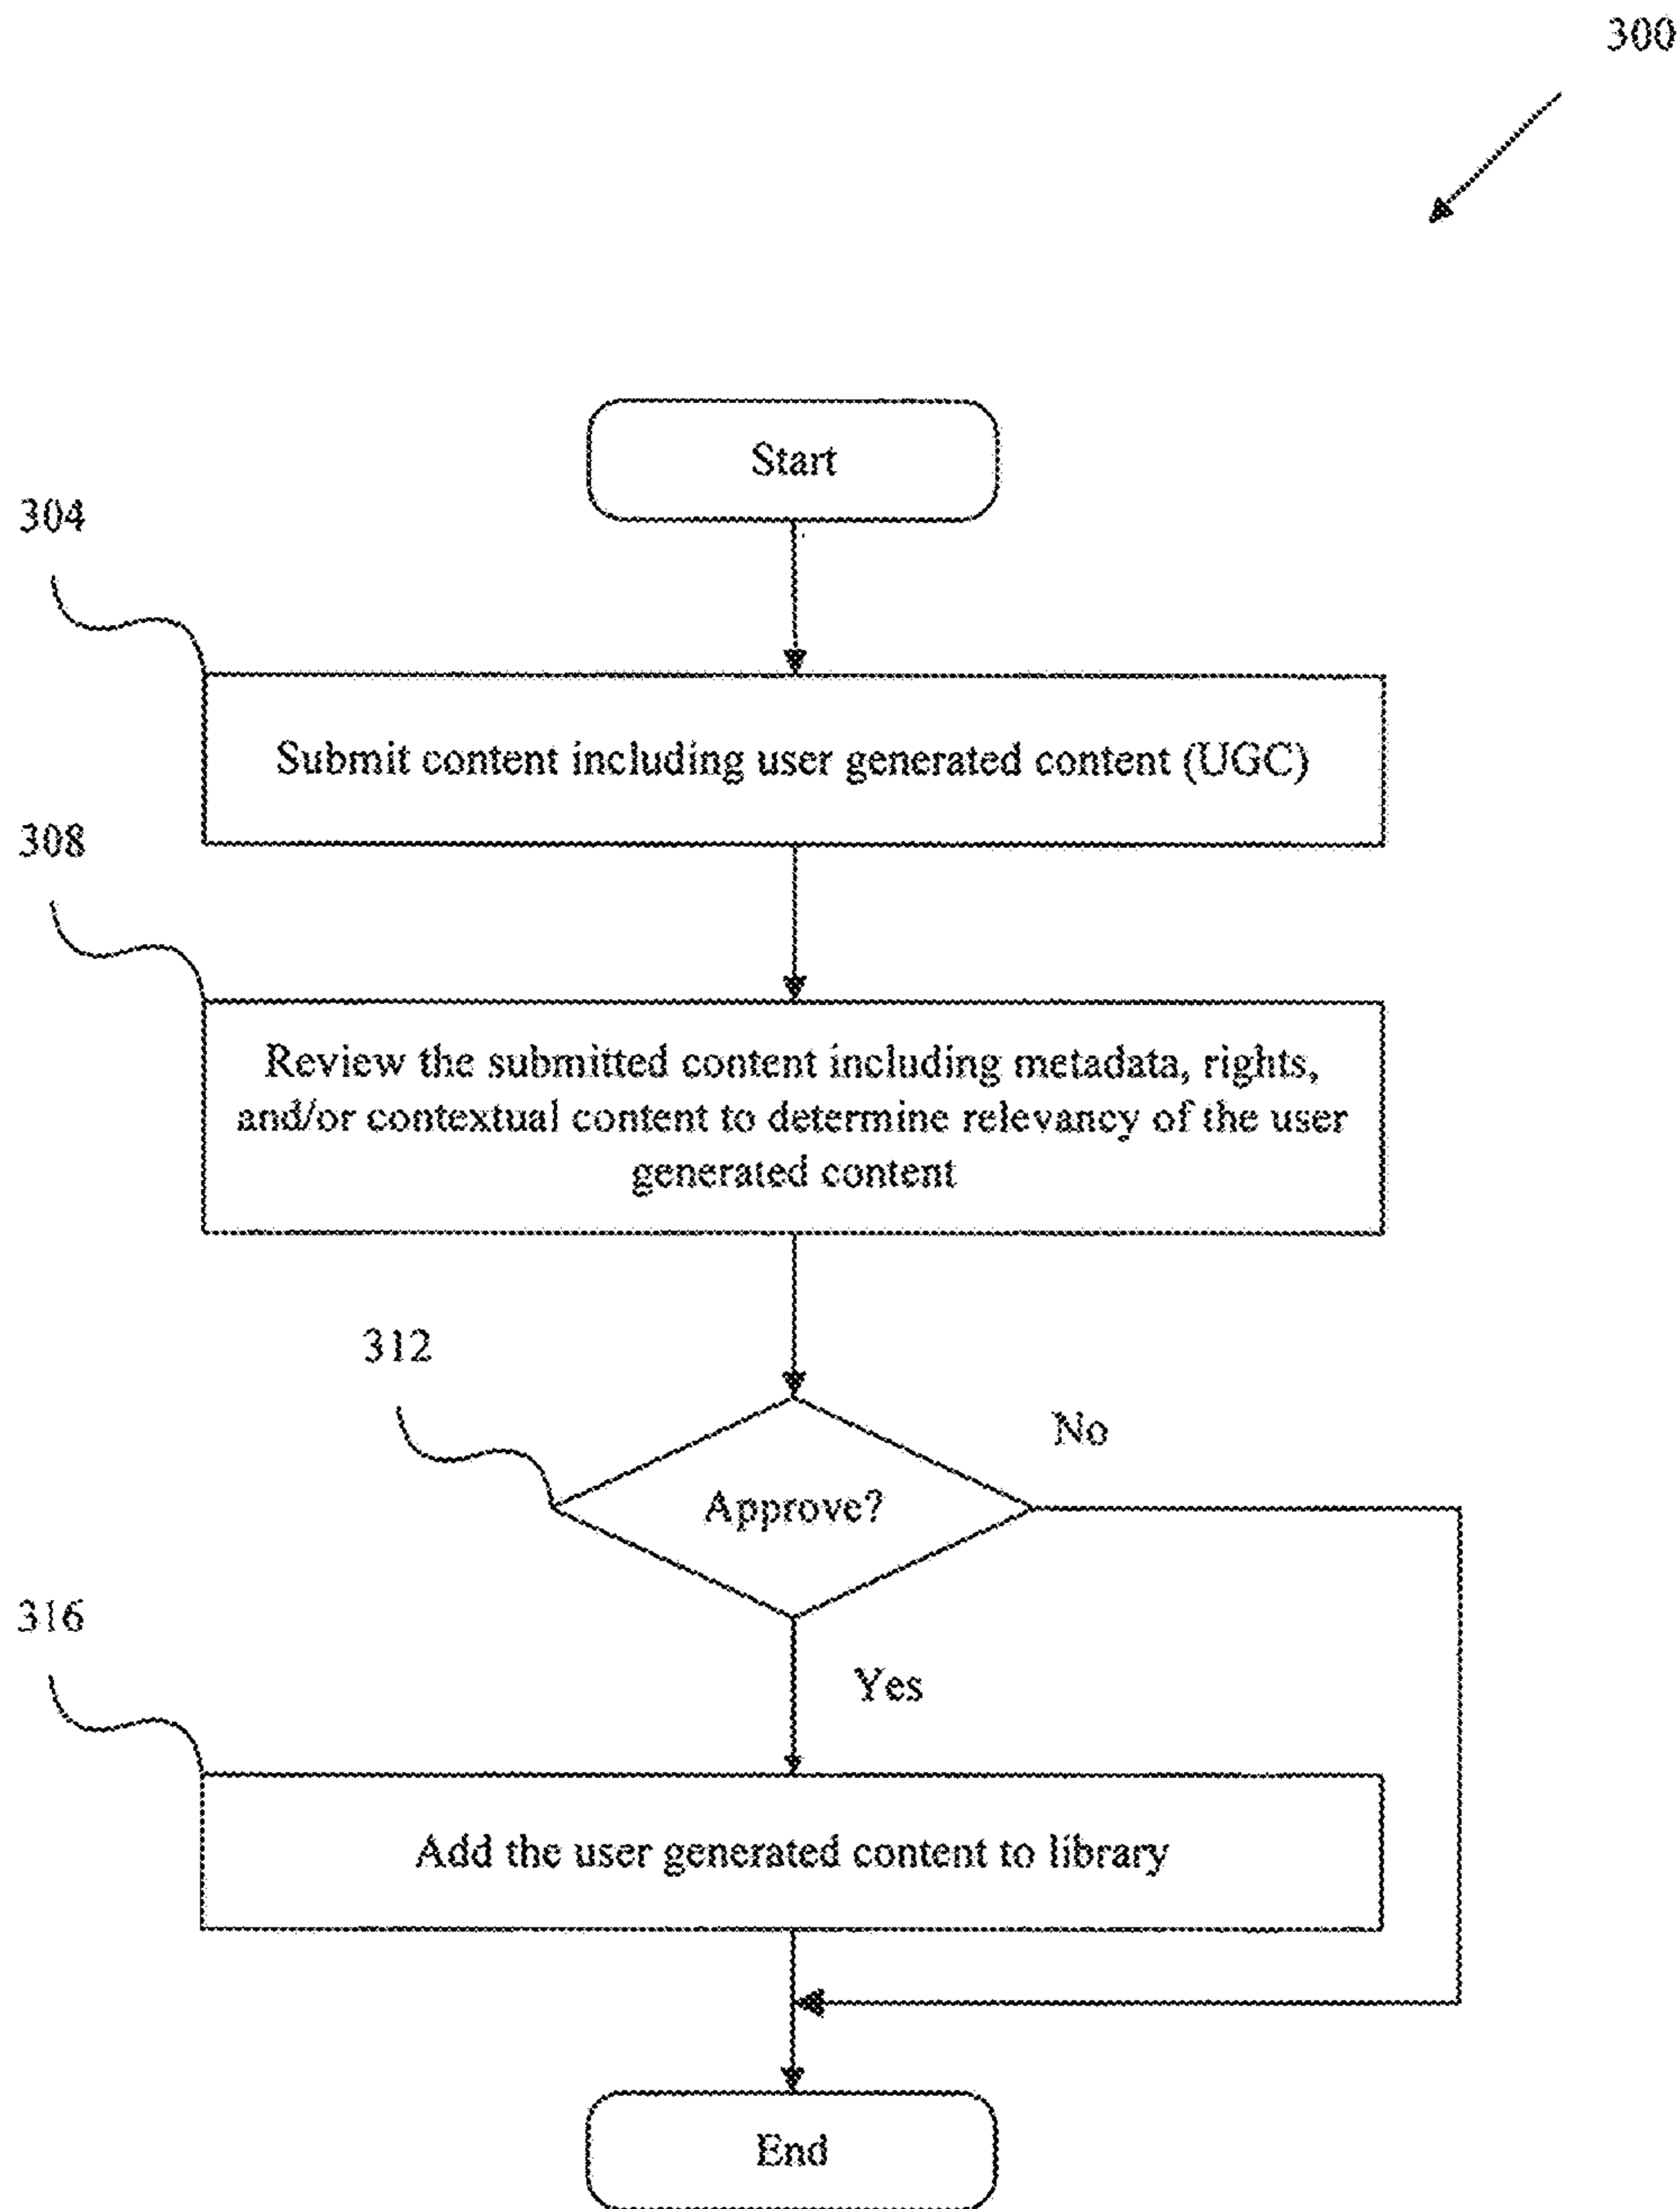 300
Start
304
Submit content including user generated content (UGC)
308
Review the submitted content including metadata, rights,
and/or contextual content to determine relevancy of the user
generated content
312
No
Approve?
316
Yes
Add the user generated content to library
End